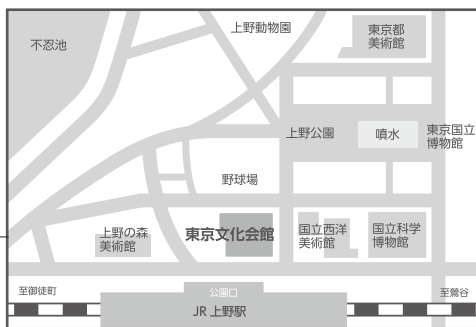 上野動物園
東京都
美術館
不忍池
上野公園
噴水
東京国立
博物館
野球場
上野の森
美術館
東京文化会館
国立西洋
美術館
国立科学
博物館
至御徒町
公園口
至鶯谷
JR 上野駅